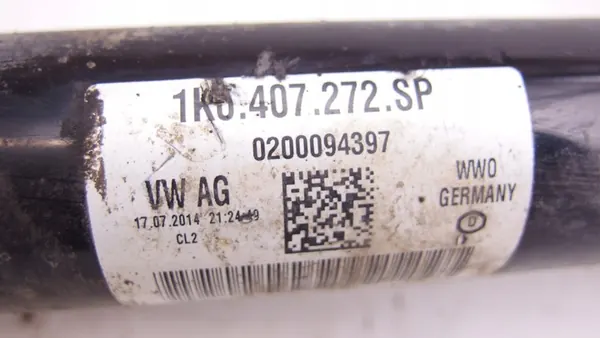 1K0.407.272.SP
0200094397
VW AG
17.07.2014 21:24:49
CL2
WWO
GERMANY
D